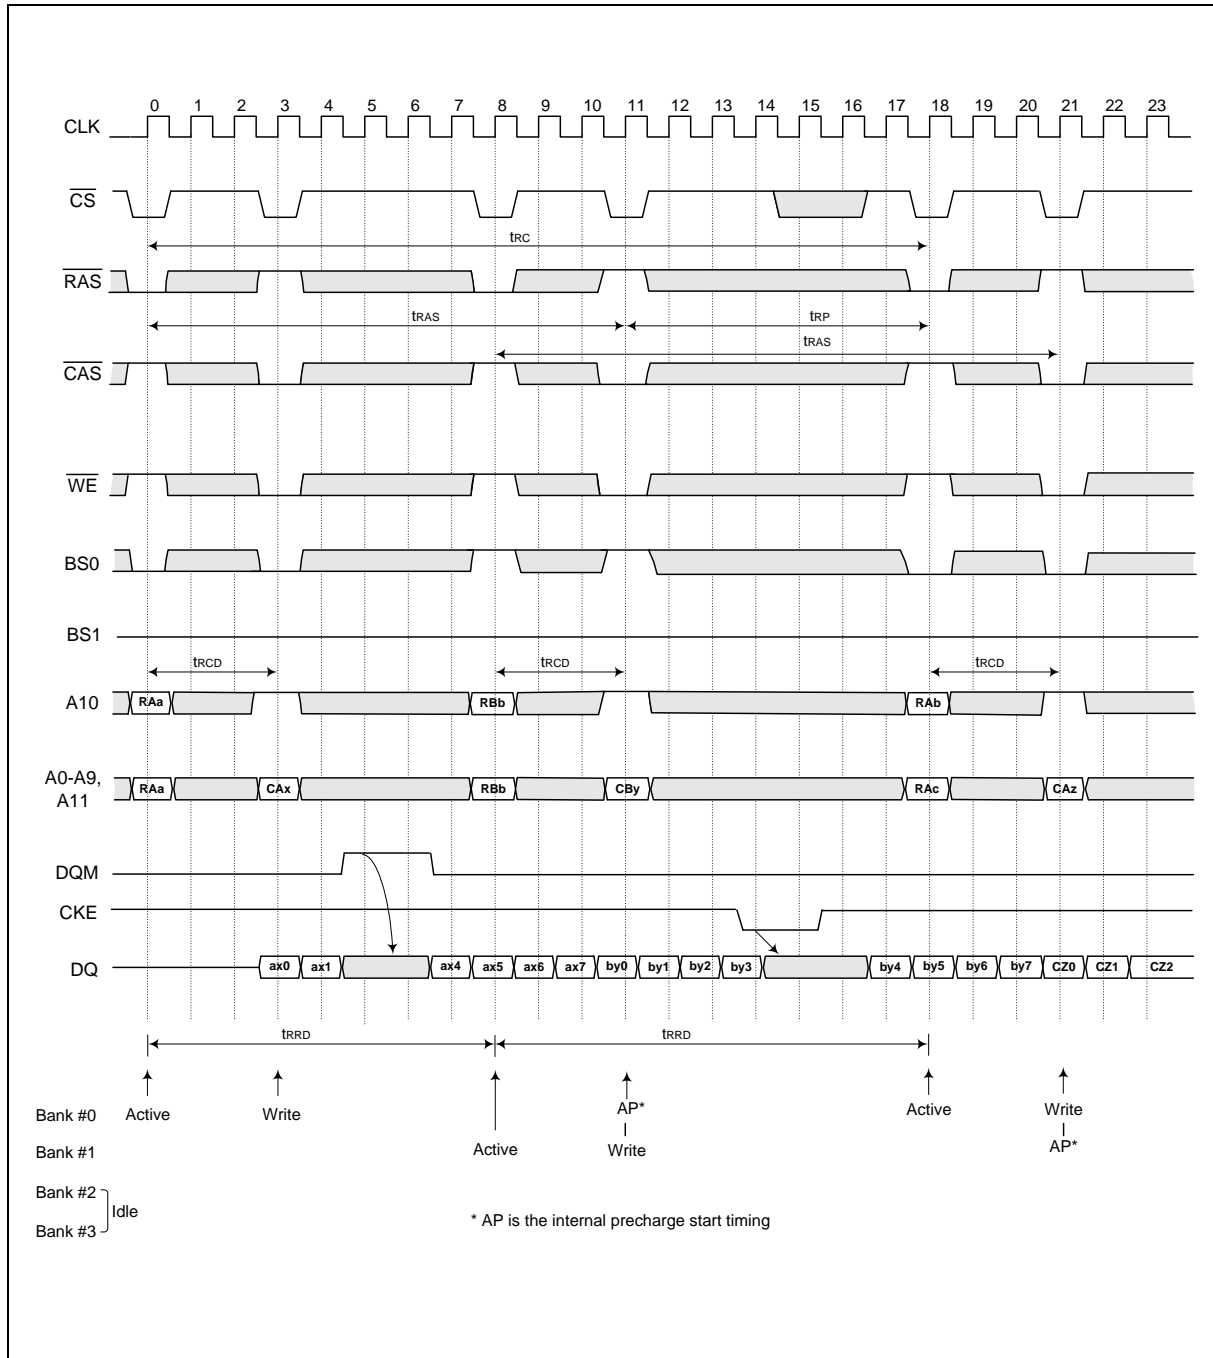 0 1 2 3 4 5 6 7 8 9 10 11 12 13 14 15 16 17 18 19 20 21 22 23
CLK
CS
tRC
RAS
tRAS tRP
tRAS
CAS
WE
BS0
BS1
tRCD tRCD tRCD
A10 RAa RBb RAb
A0-A9,
A11
RAa CAx RBb CBy RAc CAz
DQM
CKE
DQ ax0 ax1 ax4 ax5 ax6 ax7 by0 by1 by2 by3 by4 by5 by6 by7 CZ0 CZ1 CZ2
tRRD tRRD
Bank #0 Active Write AP* Active Write
Bank #1 Active Write AP*
Bank #2
Idle
Bank #3
* AP is the internal precharge start timing